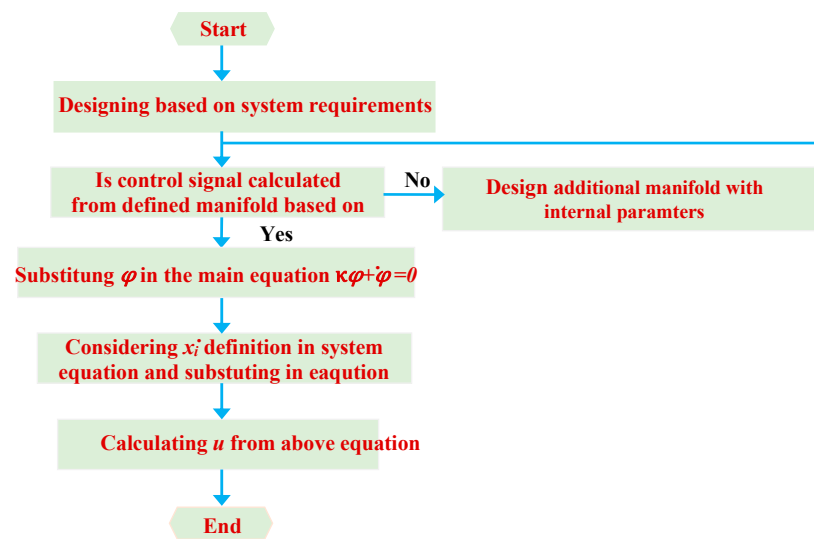 Start
Designing based on system requirements
Is control signal calculated
from defined manifold based on
No
Design additional manifold with
internal paramters
Yes
Substitung φ in the main equation κφ+φ̇=0
Considering ẋi definition in system
equation and substuting in eaqution
Calculating u from above equation
End